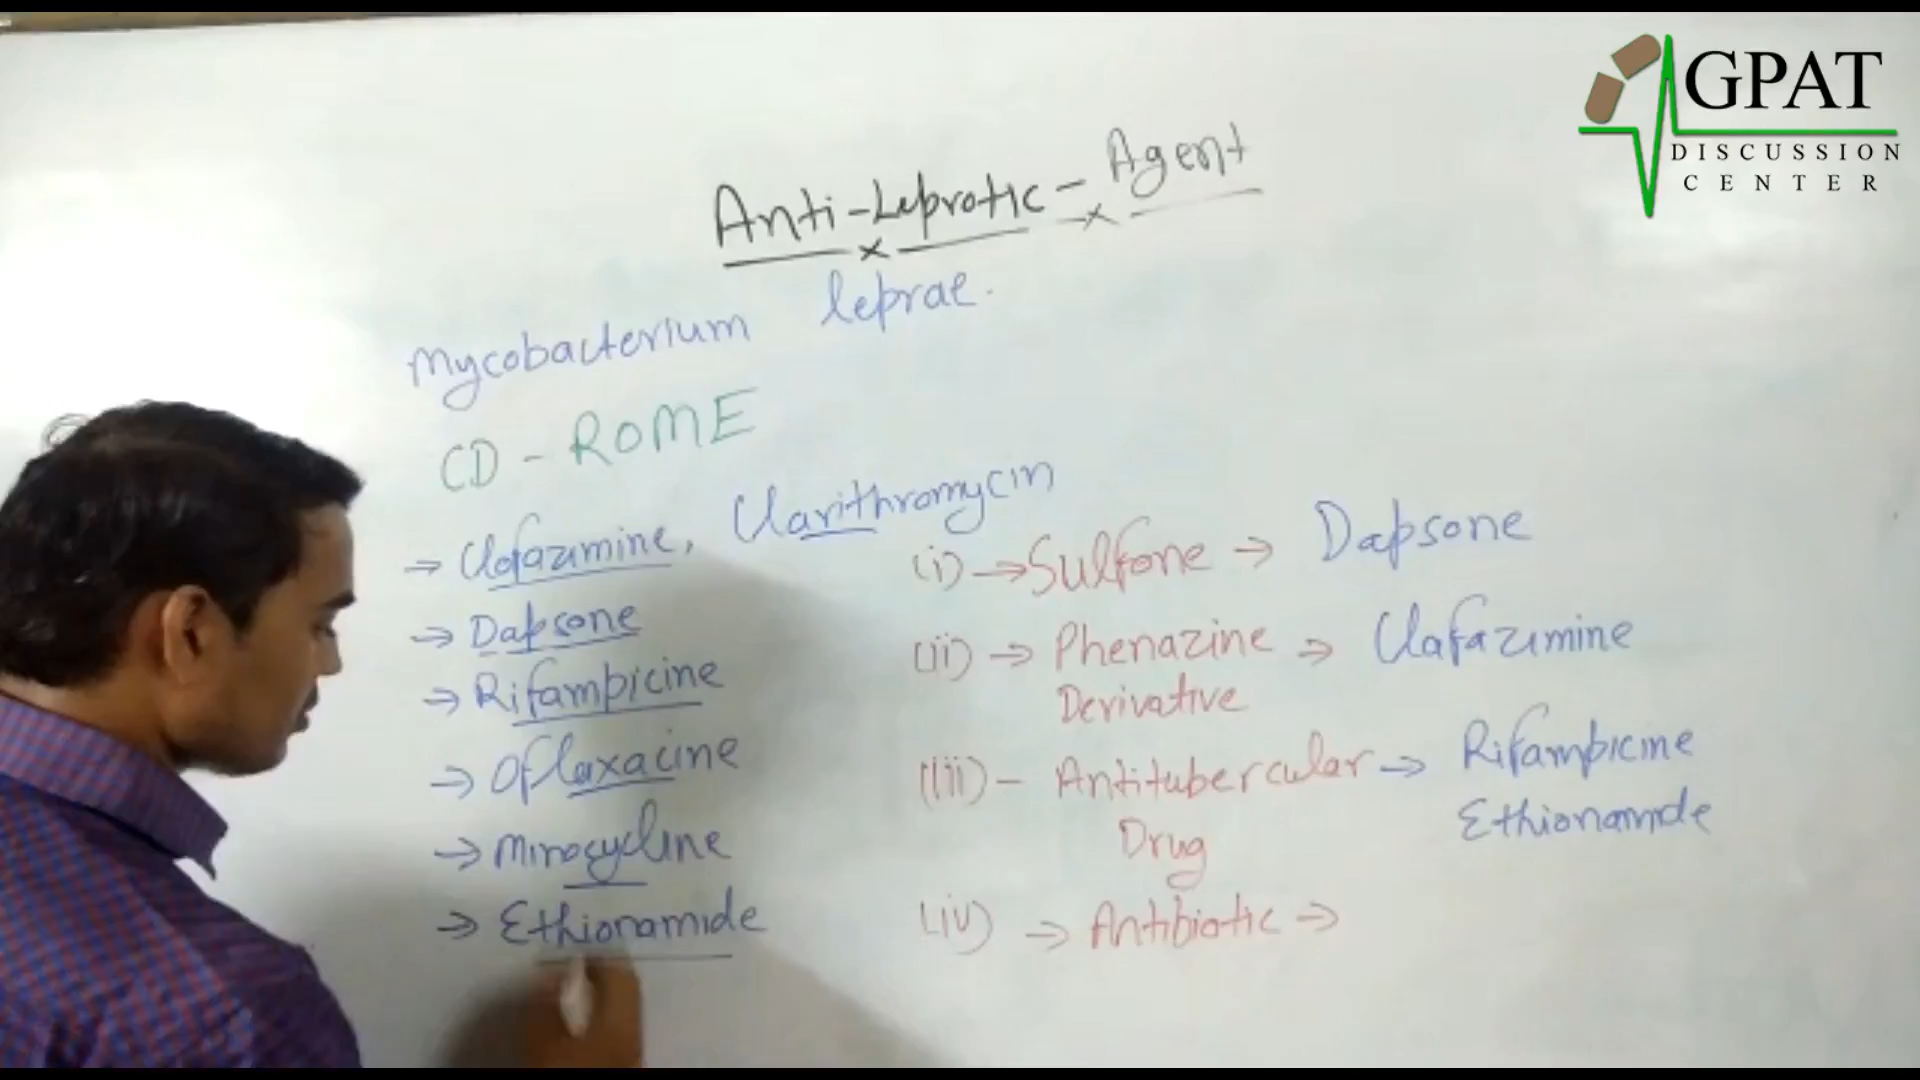 GPAT
DISCUSSION
CENTER
Anti-Leprotic-Agent
Mycobacterium leprae.
CD-ROME
→ Clofazimine, Clarithromycin
→ Dapsone
→ Rifampicine
→ Oflaxacine
→ Minocycline
→ Ethionamide
(i) → Sulfone → Dapsone
(ii) → Phenazine → Clafazimine
Derivative
(iii) - Antitubercular → Rifampicine
Drug Ethionamide
(iv) → Antibiotic →